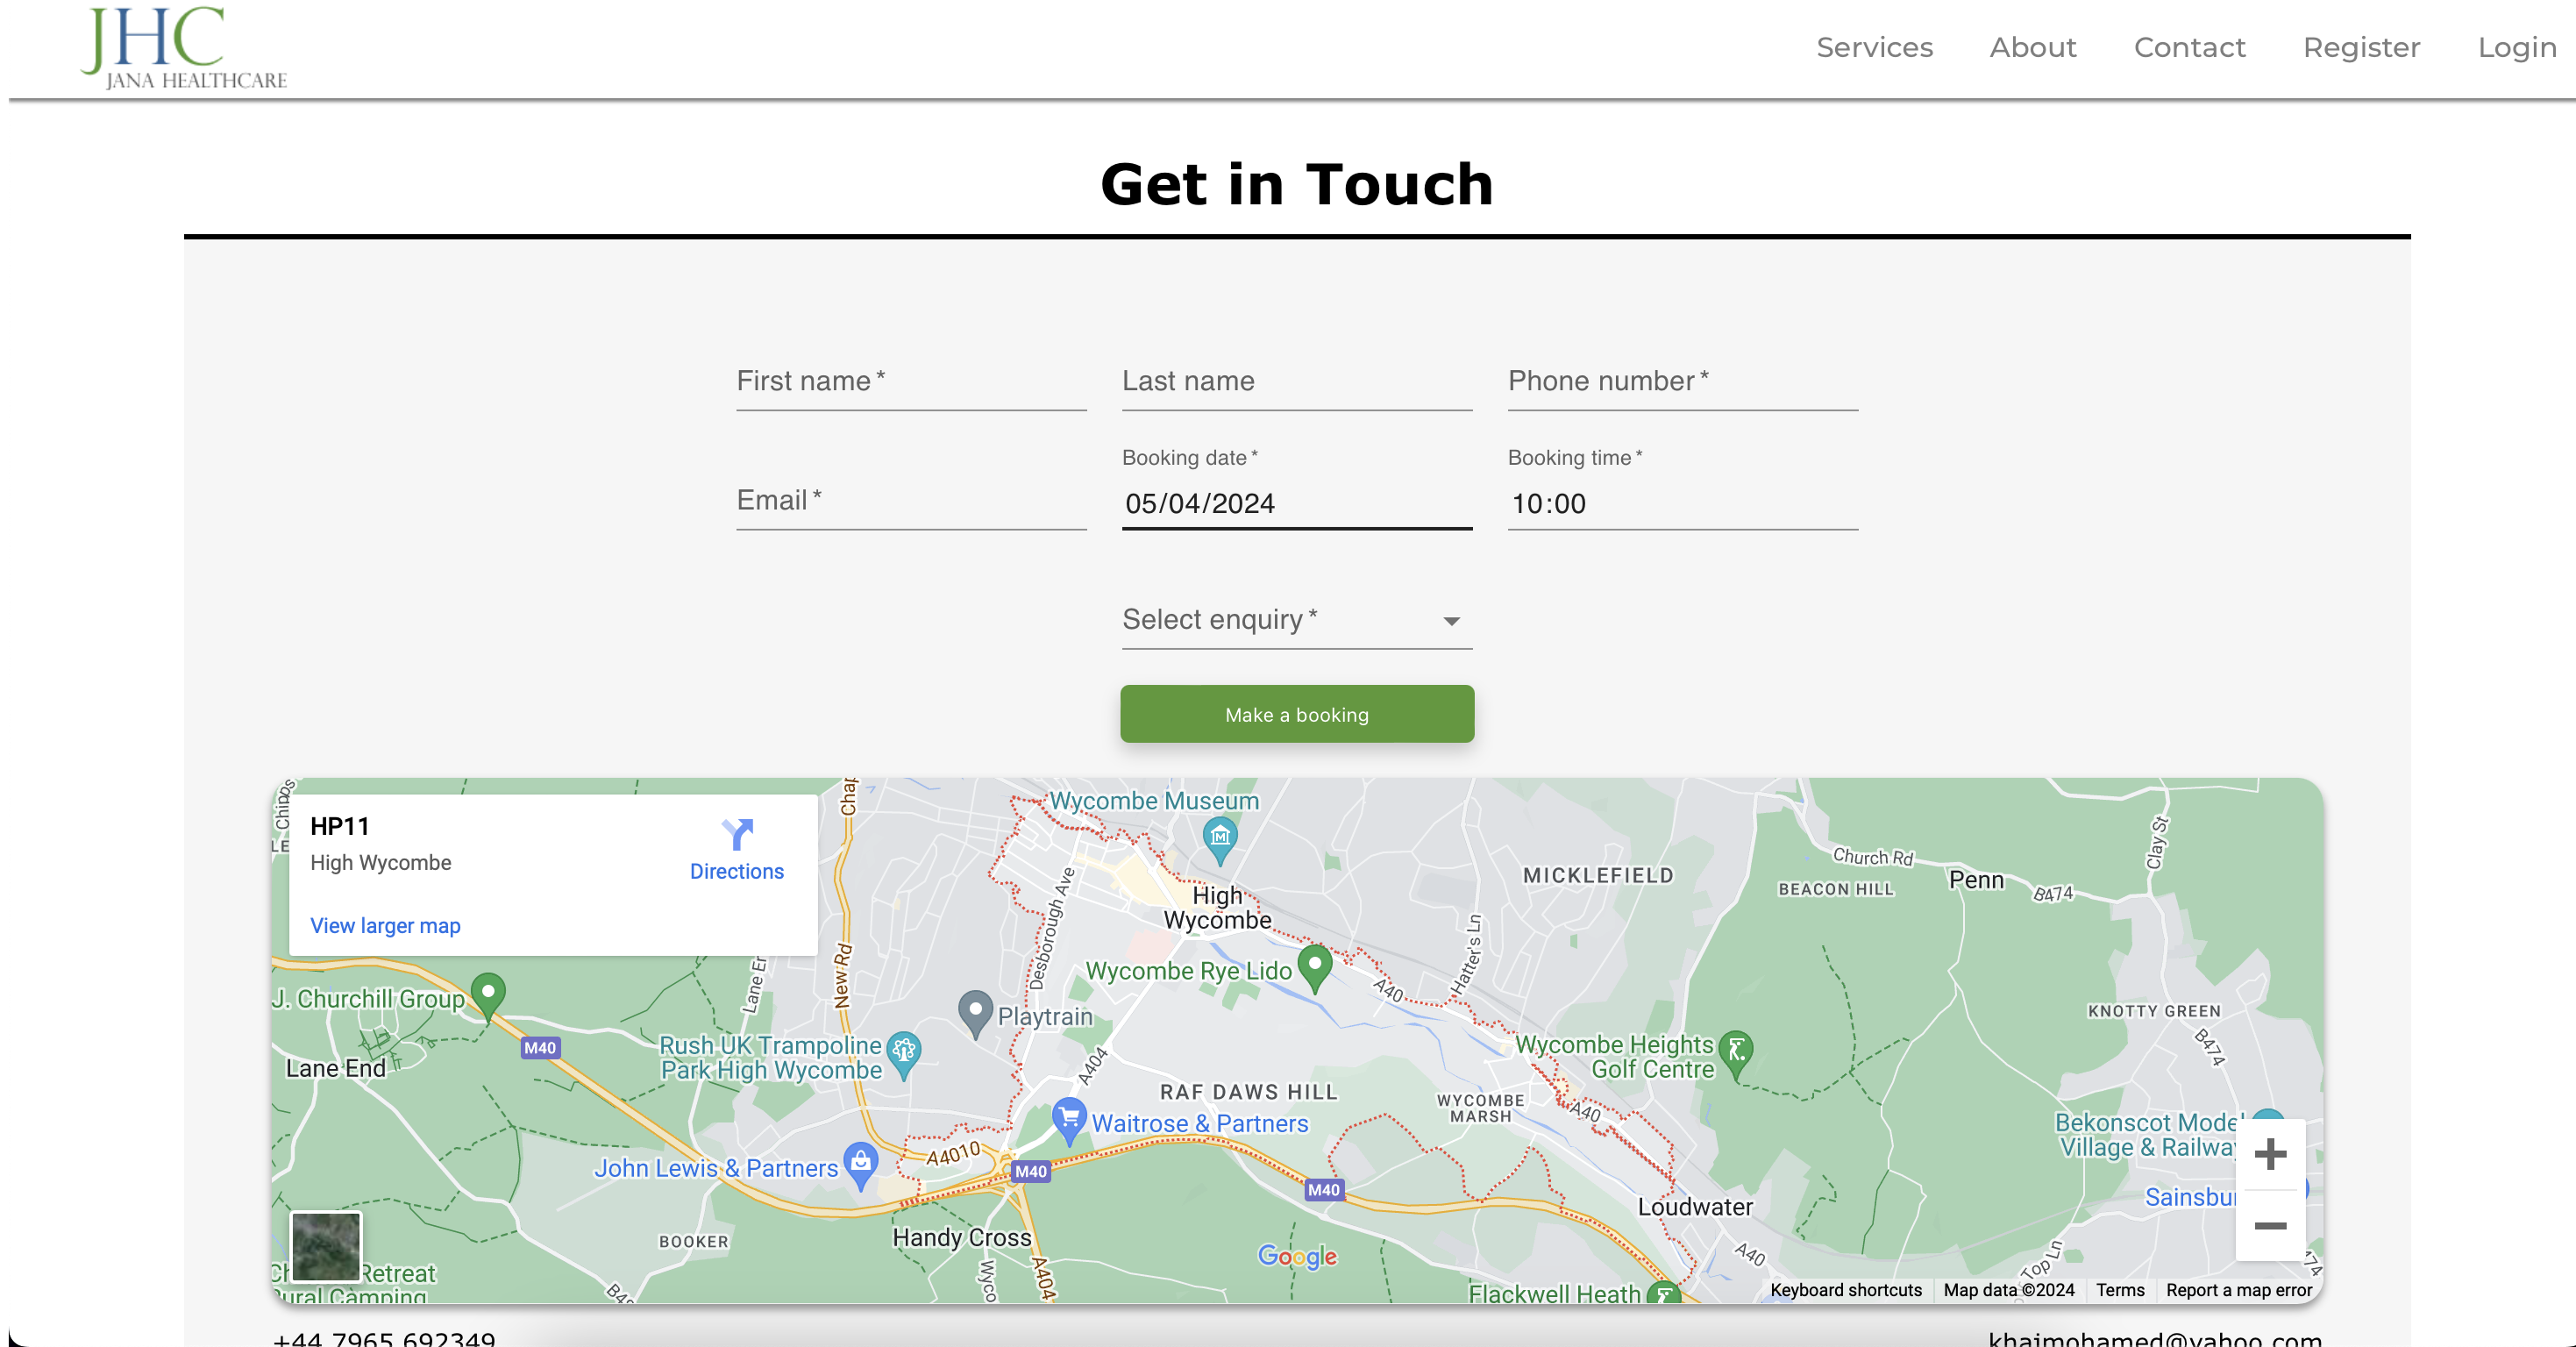 JHC
JANA HEALTHCARE
Services About Contact Register Login
Get in Touch
First name * Last name Phone number *
Booking date * Booking time *
Email * 05/04/2024 10:00
Select enquiry *
Make a booking
HP11
High Wycombe
Directions
View larger map
Chipps
LE
Chap
Wycombe Museum
M
High
Wycombe
MICKLEFIELD
Church Rd
BEACON HILL
Penn
B474
Clay St
Desborough Ave
Hatter's Ln
New Rd
Lane Er
Wycombe Rye Lido
A40
J. Churchill Group
Playtrain
KNOTTY GREEN
B474
M40
Lane End
Rush UK Trampoline
Park High Wycombe
A404
Wycombe Heights
Golf Centre
RAF DAWS HILL
WYCOMBE
MARSH
A40
Waitrose & Partners
Bekonscot Model
Village & Railway
A4010
John Lewis & Partners
M40
M40
Sainsbur
Loudwater
Handy Cross
BOOKER
A40
Google
Top Ln
A404
Wyco
Retreat
Rural Camping
Flackwell Heath
Keyboard shortcuts Map data ©2024 Terms Report a map error
+44 7965 692349 khaimohamed@yahoo.com